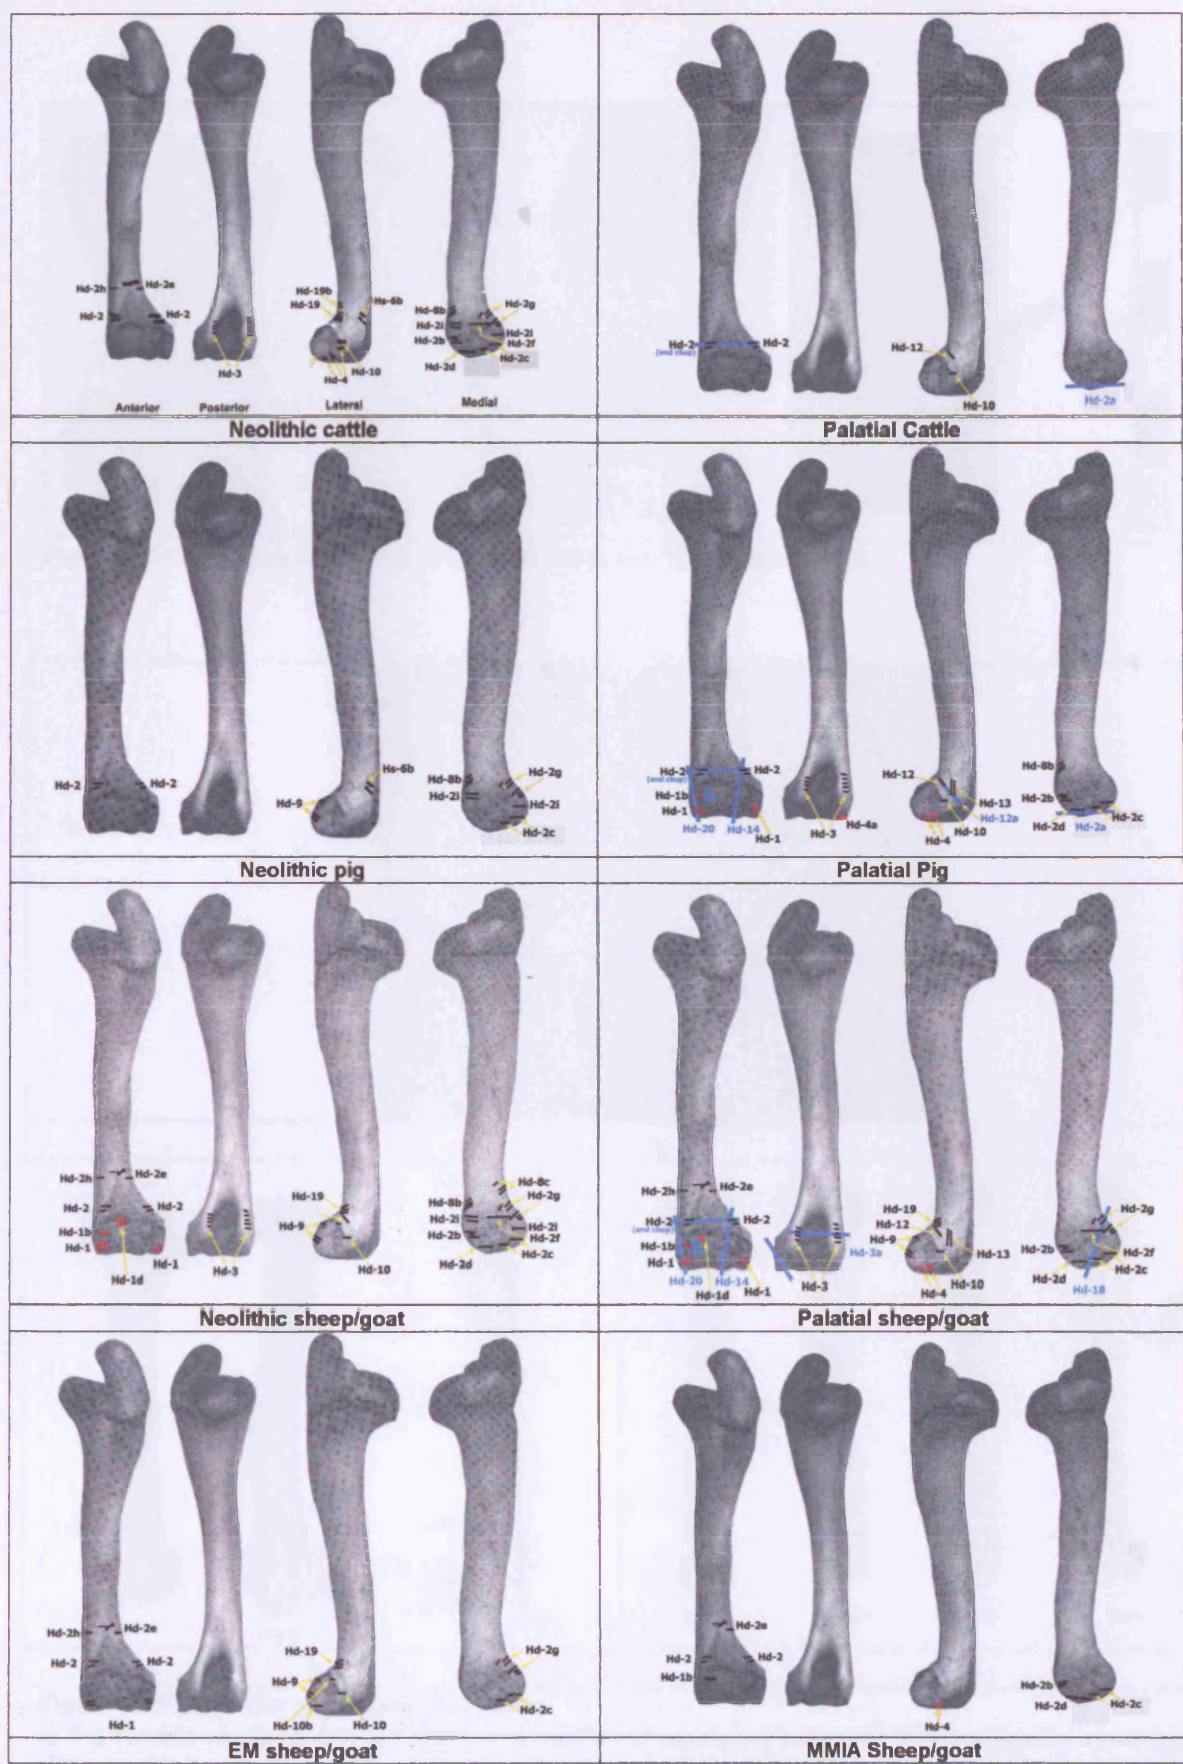 Hd-2h Hd-2e
Hd-2 Hd-2
Hd-3
Hd-19b
Hd-19
Hs-6b
Hd-4 Hd-10
Hd-8b Hd-2g
Hd-2i Hd-2i
Hd-2b Hd-2f
Hd-2d Hd-2c
Anterior Posterior Lateral Medial
Neolithic cattle
Hd-2 Hd-2
(end chop)
Hd-12
Hd-10
Hd-2a
Palatial Cattle
Hd-2 Hd-2
Hs-6b
Hd-9
Hd-8b Hd-2g
Hd-2i Hd-2i
Hd-2c
Neolithic pig
Hd-2 Hd-2
(end chop)
Hd-1b
Hd-1
Hd-20 Hd-14
Hd-1
Hd-3 Hd-4a
Hd-12
Hd-13
Hd-12a
Hd-10
Hd-4
Hd-8b
Hd-2b
Hd-2d Hd-2c
Hd-2a
Palatial Pig
Hd-2h Hd-2e
Hd-2 Hd-2
Hd-1b
Hd-1 Hd-1
Hd-1d
Hd-3
Hd-19
Hd-9
Hd-10
Hd-8c
Hd-8b Hd-2g
Hd-2i Hd-2i
Hd-2b Hd-2f
Hd-2d Hd-2c
Neolithic sheep/goat
Hd-2h Hd-2e
Hd-2 Hd-2
(end chop)
Hd-1b
Hd-1
Hd-20 Hd-14
Hd-1d Hd-1
Hd-3a
Hd-3
Hd-19
Hd-12
Hd-9
Hd-13
Hd-10
Hd-4
Hd-2g
Hd-2b Hd-2f
Hd-2d Hd-2c
Hd-18
Palatial sheep/goat
Hd-2h Hd-2e
Hd-2 Hd-2
Hd-1
Hd-19
Hd-9
Hd-10b Hd-10
Hd-2g
Hd-2c
EM sheep/goat
Hd-2e
Hd-2 Hd-2
Hd-1b
Hd-4
Hd-2b
Hd-2d Hd-2c
MMIA Sheep/goat